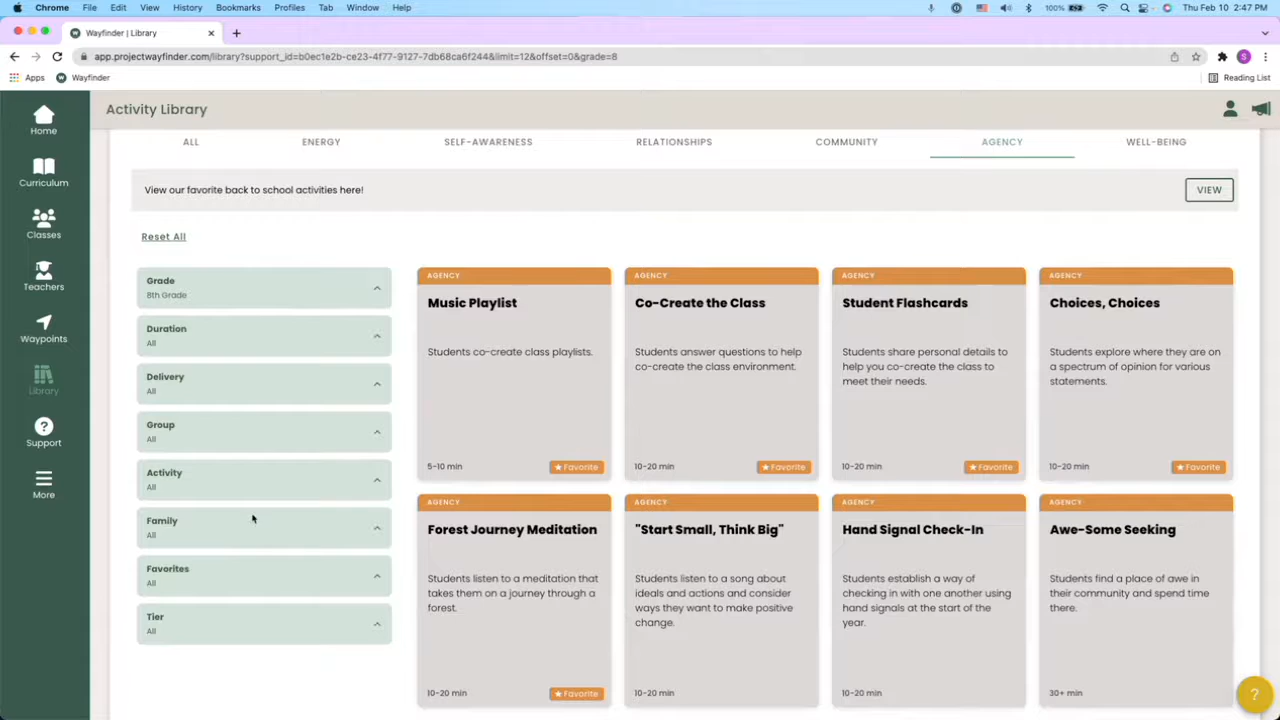 Chrome File Edit View History Bookmarks Profiles Tab Window Help 100% Thu Feb 10 2:47 PM
Wayfinder | Library
app.projectwayfinder.com/library?support_id=b0ec1e2b-ce23-4f77-9127-7db68ca6f244&limit=12&offset=0&grade=8 S
Apps Wayfinder Reading List
Home
Curriculum
Classes
Teachers
Waypoints
Library
Support
More
Activity Library
ALL ENERGY SELF-AWARENESS RELATIONSHIPS COMMUNITY AGENCY WELL-BEING
View our favorite back to school activities here! VIEW
Reset All
Grade
8th Grade
Duration
All
Delivery
All
Group
All
Activity
All
Family
All
Favorites
All
Tier
All
AGENCY
Music Playlist
Students co-create class playlists.
5-10 min ★ Favorite
AGENCY
Co-Create the Class
Students answer questions to help
co-create the class environment.
10-20 min ★ Favorite
AGENCY
Student Flashcards
Students share personal details to
help you co-create the class to
meet their needs.
10-20 min ★ Favorite
AGENCY
Choices, Choices
Students explore where they are on
a spectrum of opinion for various
statements.
10-20 min ★ Favorite
AGENCY
Forest Journey Meditation
Students listen to a meditation that
takes them on a journey through a
forest.
10-20 min ★ Favorite
AGENCY
"Start Small, Think Big"
Students listen to a song about
ideals and actions and consider
ways they want to make positive
change.
10-20 min
AGENCY
Hand Signal Check-In
Students establish a way of
checking in with one another using
hand signals at the start of the
year.
10-20 min
AGENCY
Awe-Some Seeking
Students find a place of awe in
their community and spend time
there.
30+ min
?